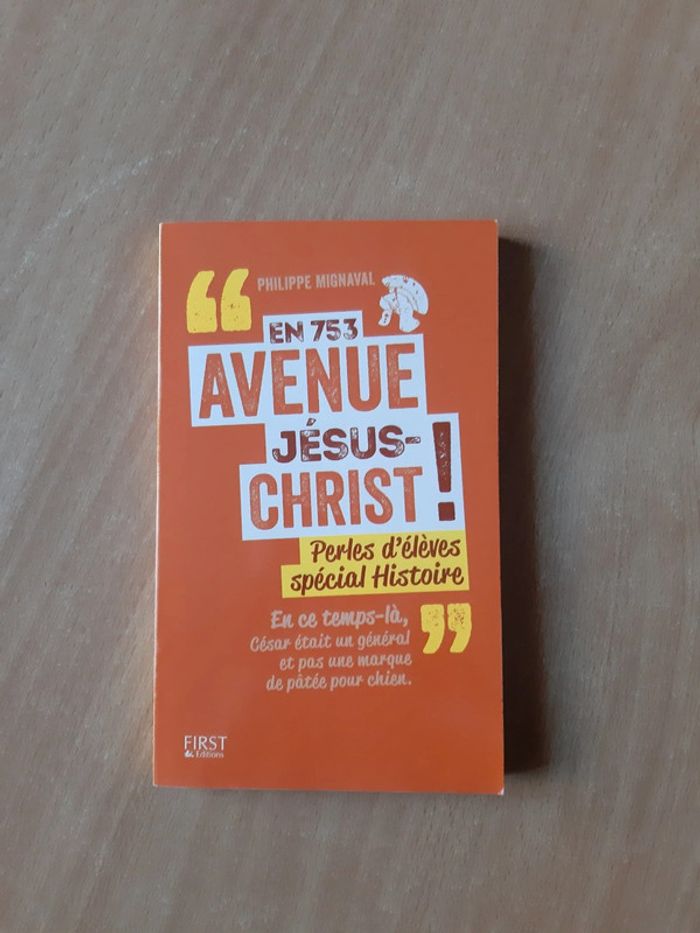 PHILIPPE MIGNAVAL
“
EN 753
AVENUE
JÉSUS-
CHRIST !
Perles d'élèves
spécial Histoire
En ce temps-là,
César était un général
et pas une marque
de pâtée pour chien.
”
FIRST
& Editions